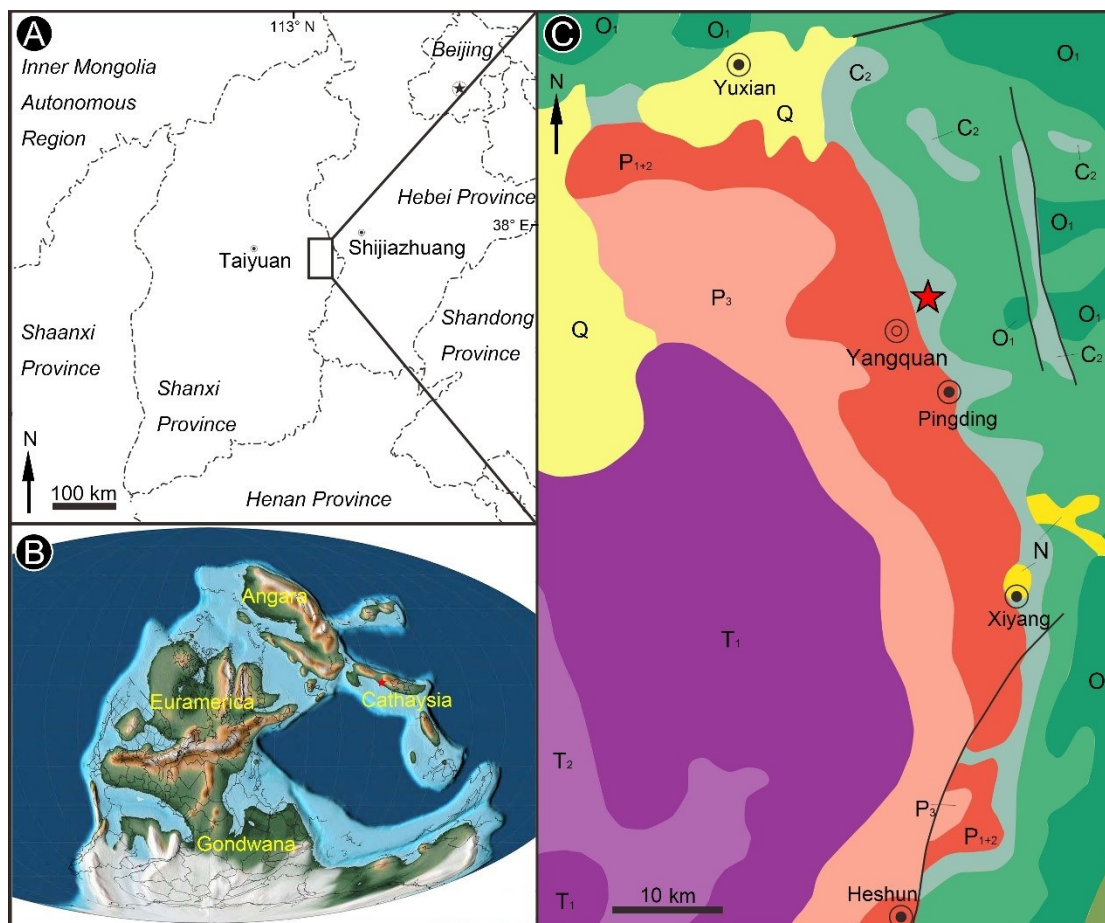 A
113° N
Inner Mongolia
Autonomous
Region
Beijing
Hebei Province
38° E
Taiyuan
Shijiazhuang
Shaanxi
Province
Shandong
Province
Shanxi
Province
N
100 km
Henan Province
B
Angara
Euramerica
Cathaysia
Gondwana
C
O₁
O₁
O₁
Yuxian
C₂
N
Q
C₂
C₂
P₁₊₂
O₁
P₃
Q
O₁
O₁
Yangquan
C₂
Pingding
N
Xiyang
T₁
O
T₂
P₃
P₁₊₂
T₁
10 km
Heshun